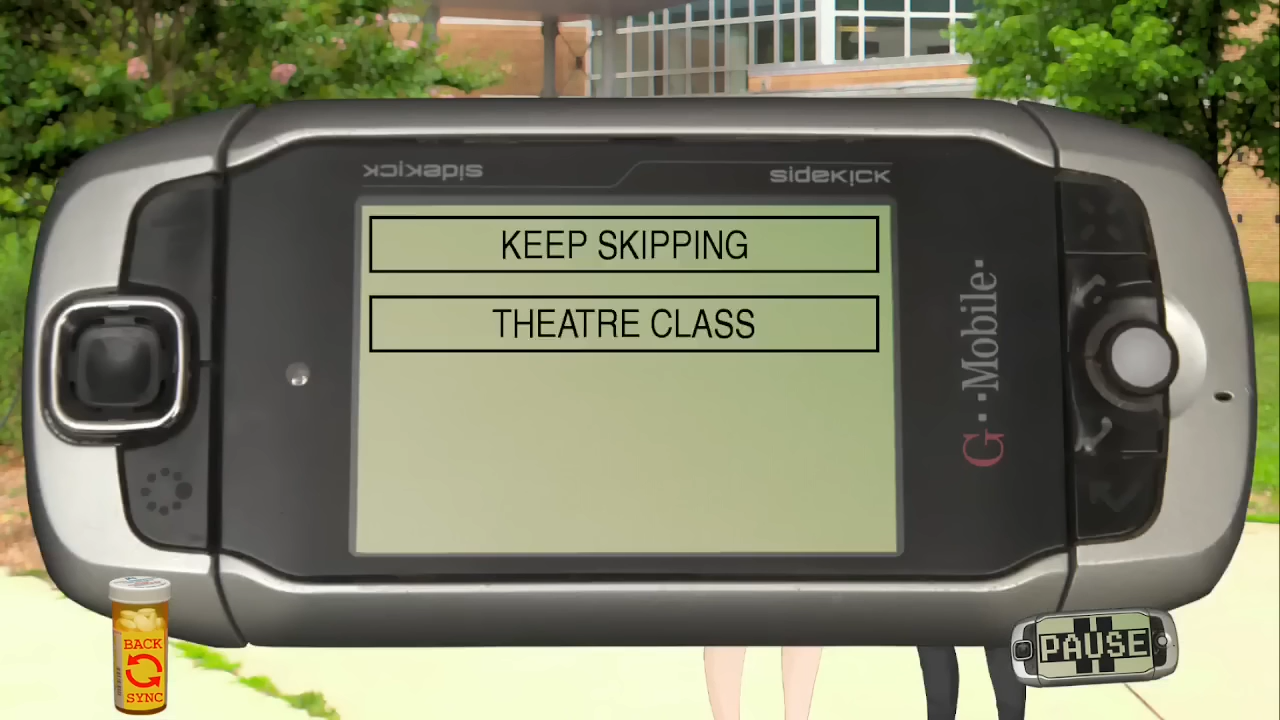 sidekick
sidekick
KEEP SKIPPING
THEATRE CLASS
G··Mobile·
BACK
SYNC
PAUSE